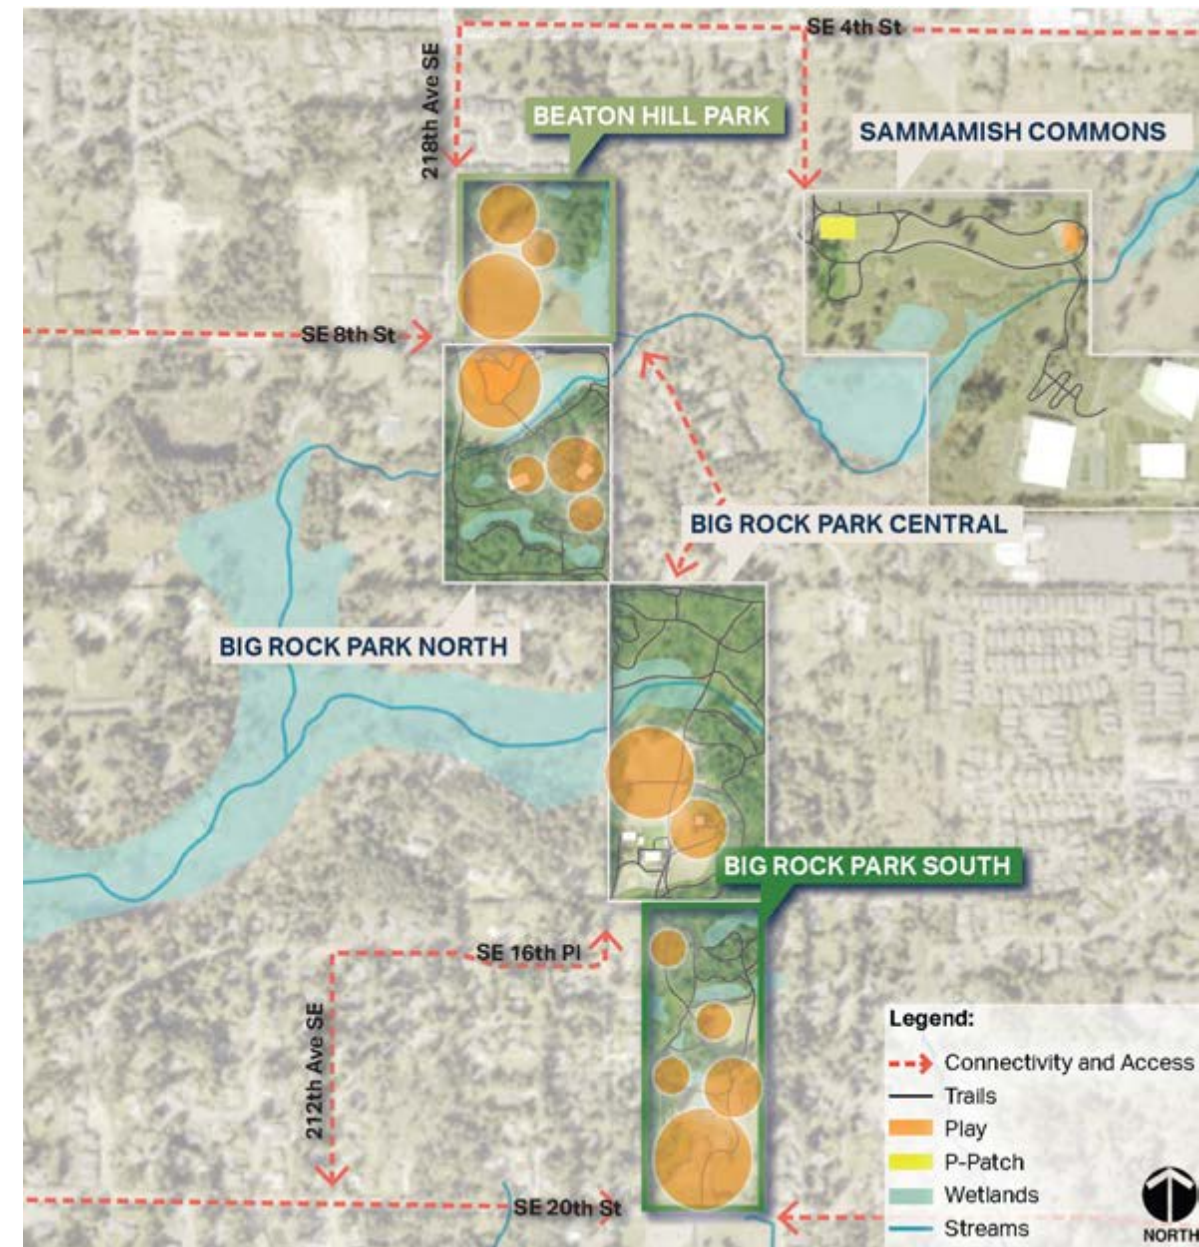 SE 4th St
218th Ave SE
BEATON HILL PARK
SAMMAMISH COMMONS
SE 8th St
BIG ROCK PARK CENTRAL
BIG ROCK PARK NORTH
BIG ROCK PARK SOUTH
SE 16th Pl
212th Ave SE
SE 20th St
Legend:
Connectivity and Access
Trails
Play
P-Patch
Wetlands
Streams
NORTH